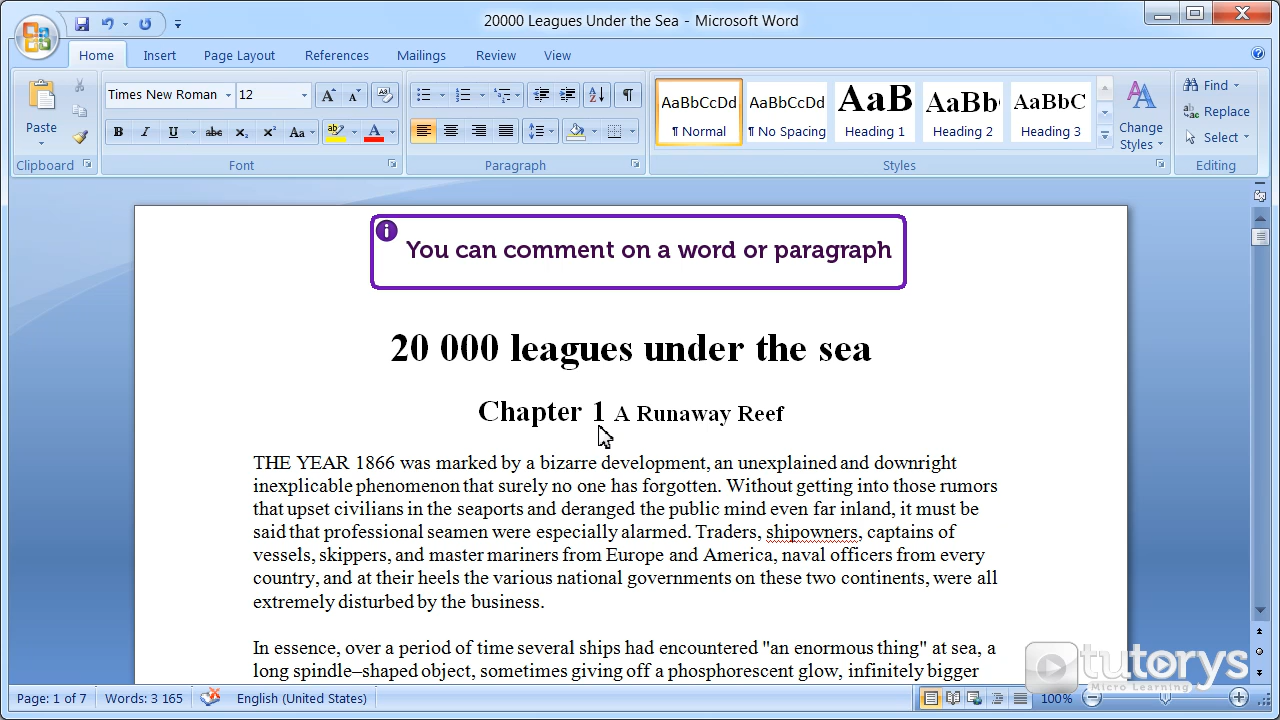 20000 Leagues Under the Sea - Microsoft Word
Home Insert Page Layout References Mailings Review View
Times New Roman 12
Paste
B I U abc X₂ X² Aa ab A
AaBbCcDd AaBbCcDd AaB AaBb( AaBbC
¶ Normal ¶ No Spacing Heading 1 Heading 2 Heading 3
Change Styles
Find
Replace
Select
Clipboard Font Paragraph Styles Editing
You can comment on a word or paragraph
20 000 leagues under the sea
Chapter 1 A Runaway Reef
THE YEAR 1866 was marked by a bizarre development, an unexplained and downright
inexplicable phenomenon that surely no one has forgotten. Without getting into those rumors
that upset civilians in the seaports and deranged the public mind even far inland, it must be
said that professional seamen were especially alarmed. Traders, shipowners, captains of
vessels, skippers, and master mariners from Europe and America, naval officers from every
country, and at their heels the various national governments on these two continents, were all
extremely disturbed by the business.
In essence, over a period of time several ships had encountered "an enormous thing" at sea, a
long spindle–shaped object, sometimes giving off a phosphorescent glow, infinitely bigger
tutorys
Micro Learning
Page: 1 of 7 Words: 3 165 English (United States) 100%